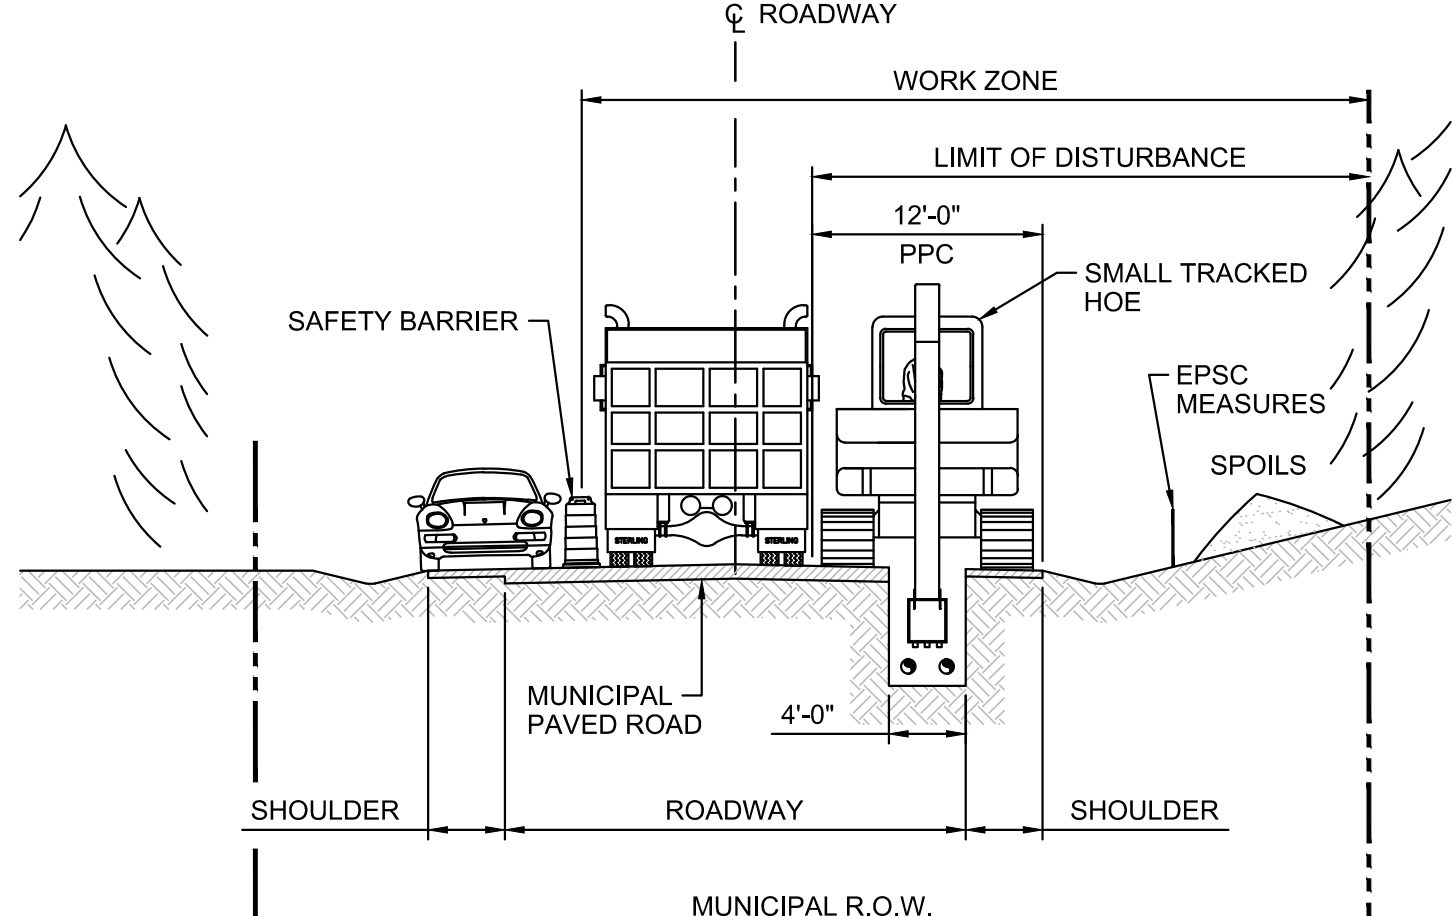 ℄ ROADWAY
WORK ZONE
LIMIT OF DISTURBANCE
12'-0"
PPC
SMALL TRACKED
HOE
SAFETY BARRIER
EPSC
MEASURES
SPOILS
STERLING
STERLING
MUNICIPAL
PAVED ROAD
4'-0"
SHOULDER
ROADWAY
SHOULDER
MUNICIPAL R.O.W.